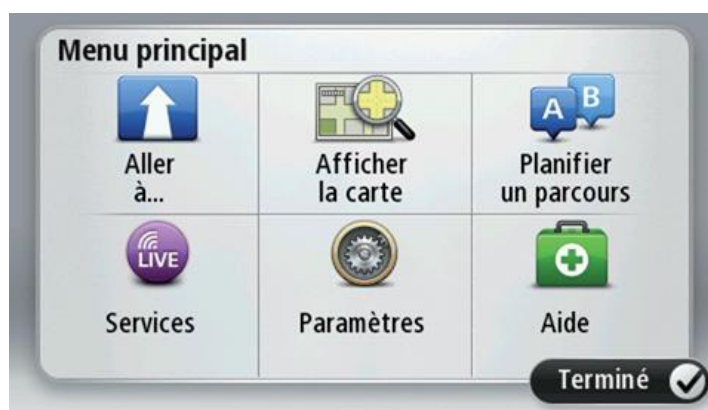 Menu principal
Aller
à...
Afficher
la carte
A B
Planifier
un parcours
LIVE
Services
Paramètres
Aide
Terminé